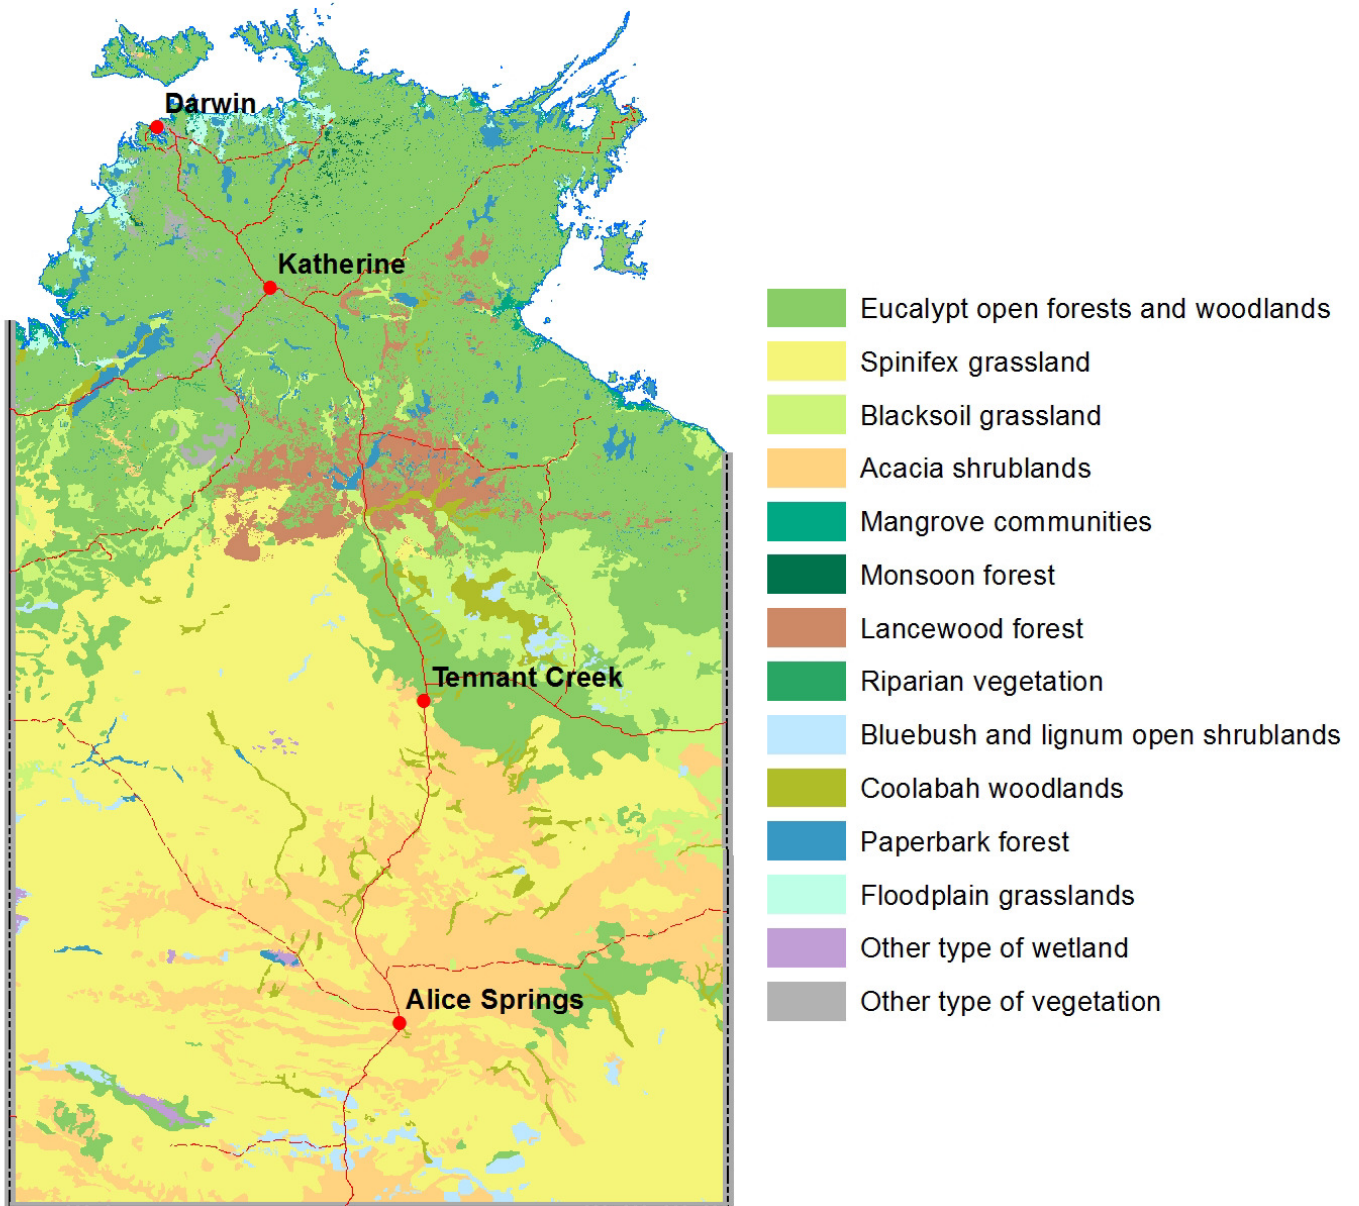 Darwin
Katherine
Tennant Creek
Alice Springs
Eucalypt open forests and woodlands
Spinifex grassland
Blacksoil grassland
Acacia shrublands
Mangrove communities
Monsoon forest
Lancewood forest
Riparian vegetation
Bluebush and lignum open shrublands
Coolabah woodlands
Paperbark forest
Floodplain grasslands
Other type of wetland
Other type of vegetation